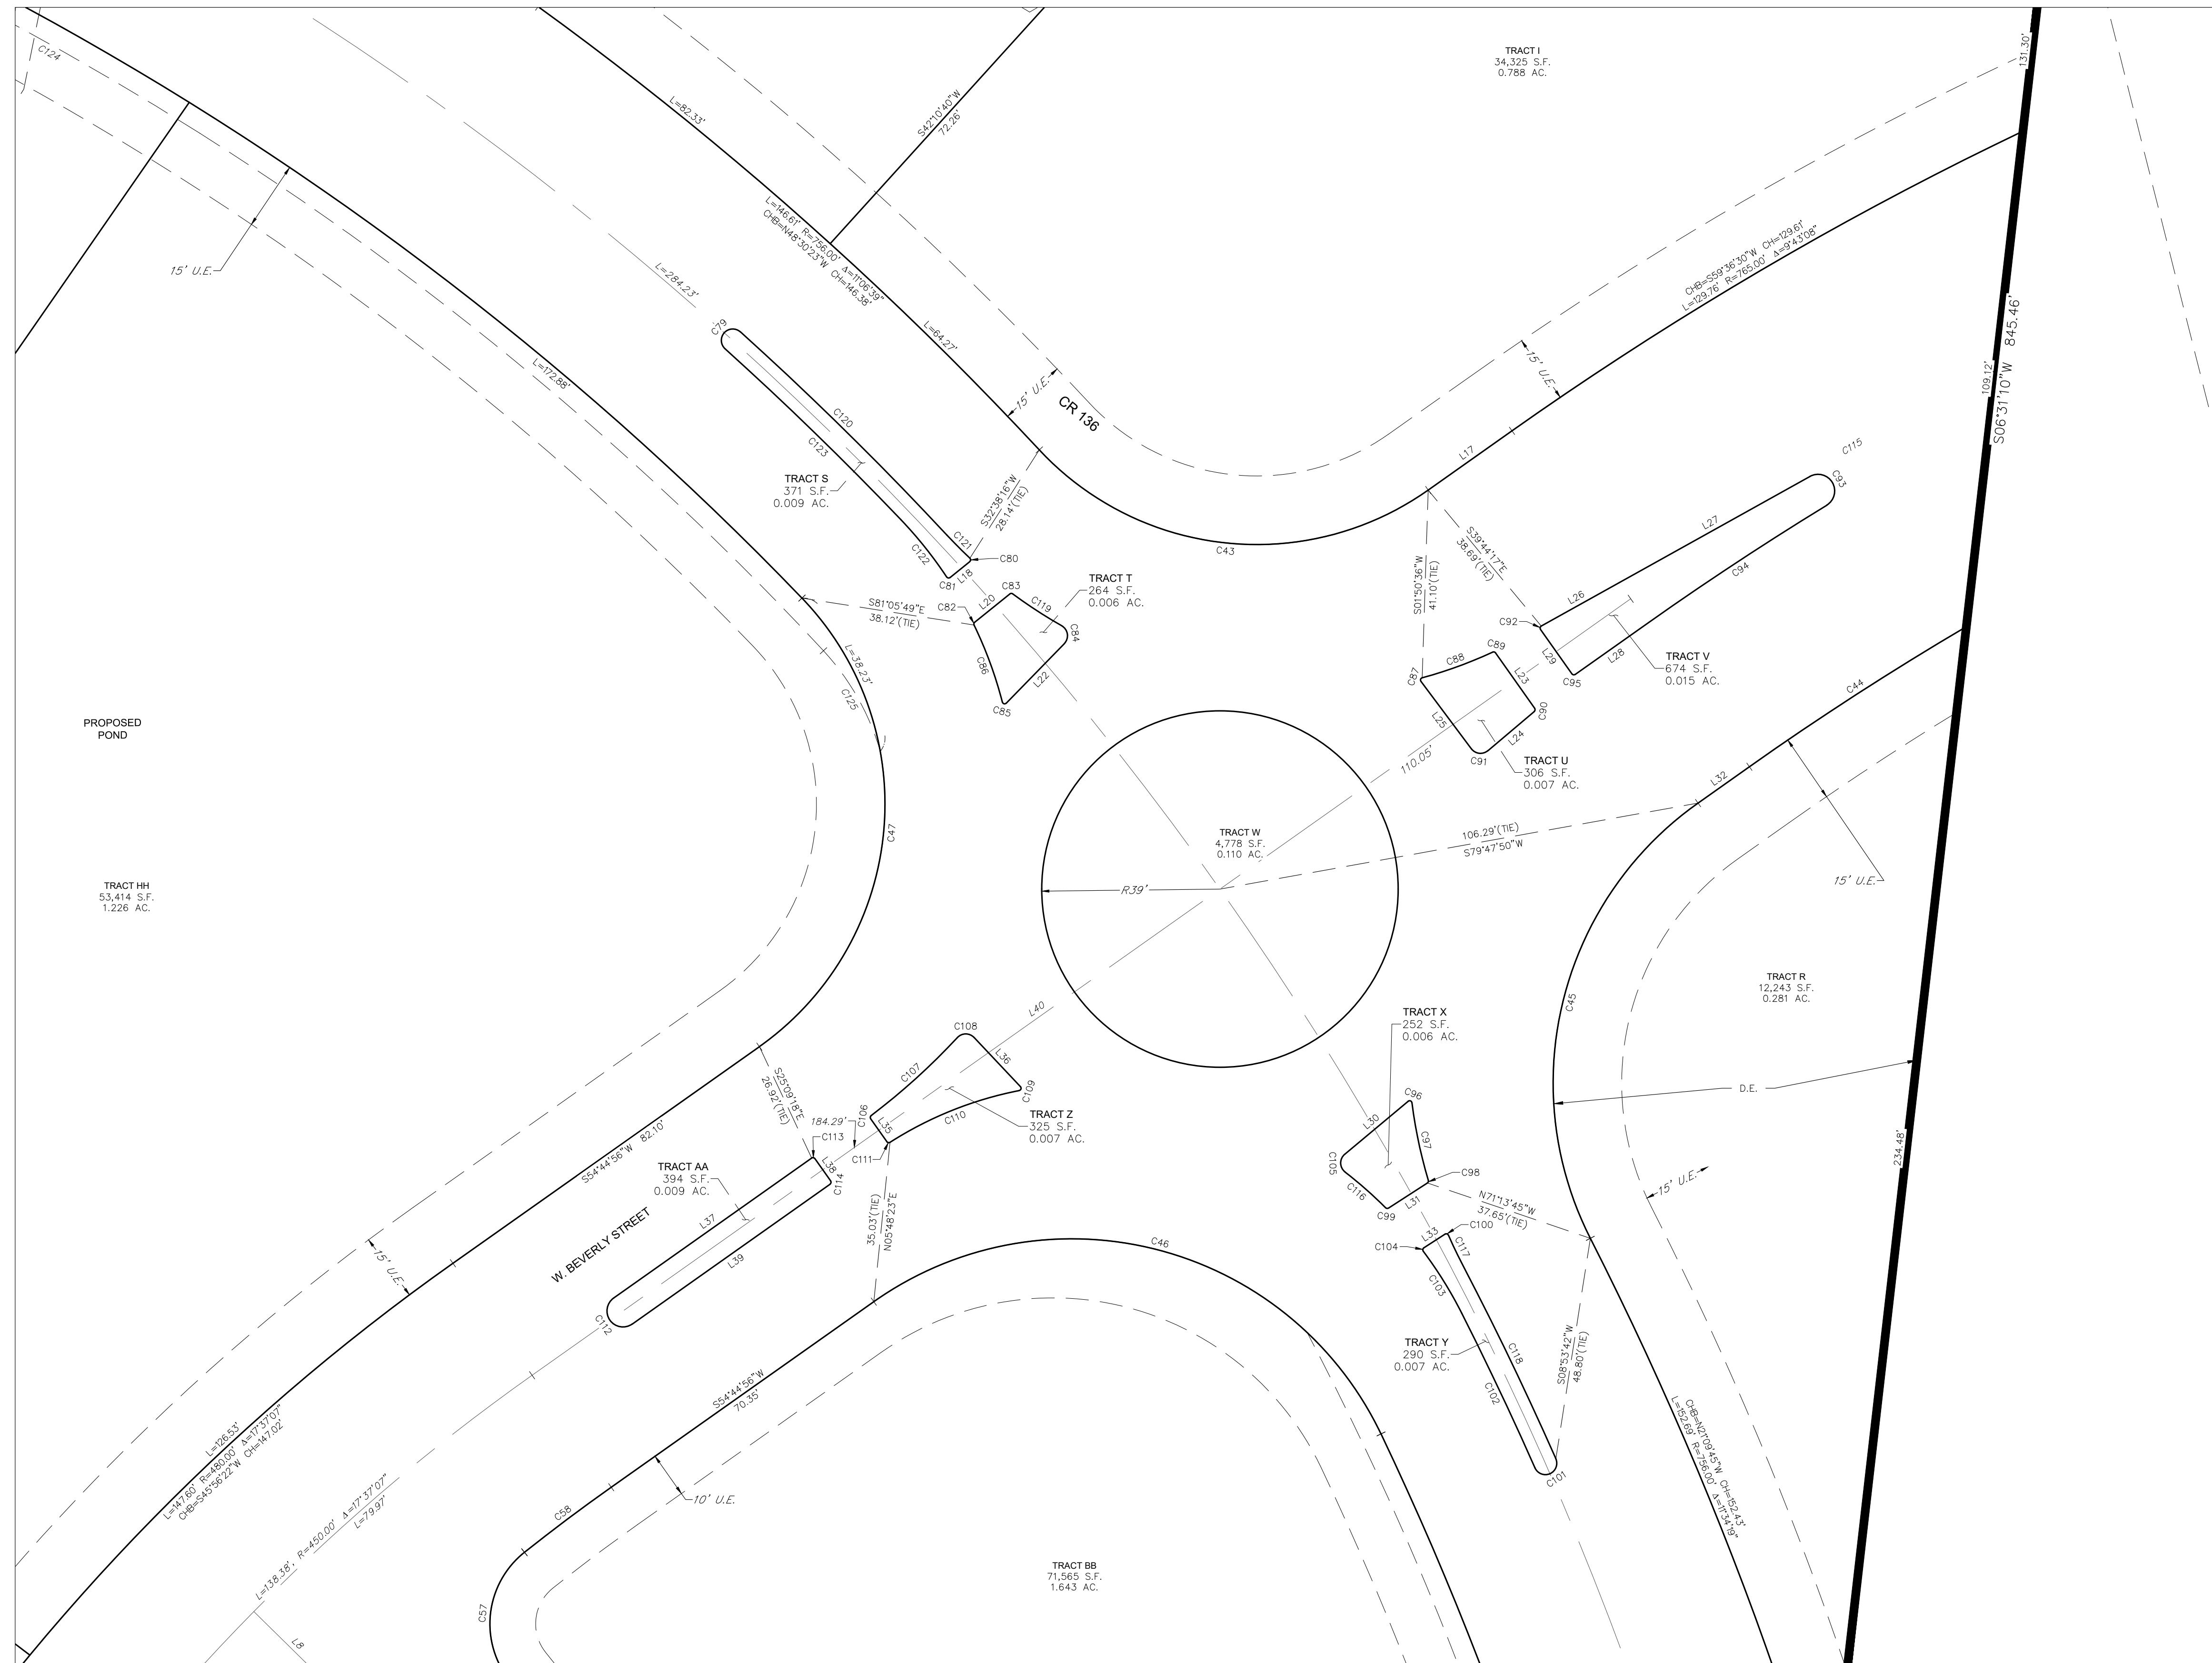 C124
L=82.33'
S42°10'40"W
72.26'
TRACT I
34,325 S.F.
0.788 AC.
131.30'
15' U.E.
L=284.23'
L=146.61' R=756.00' Δ=11°06'39"
CHB=N48°30'23"W CH=146.38'
L=64.27'
CHB=S59°36'30"W CH=129.61'
L=129.76' R=765.00' Δ=9°43'08"
S06°31'10"W 845.46'
109.12'
C79
L=172.88'
15' U.E.
CR 136
15' U.E.
C120
C123
TRACT S
371 S.F.
0.009 AC.
S32°38'16"W
28.14'(TIE)
L17
C115
C93
L27
C43
S39°44'17"E
38.69'(TIE)
C121
C80
C122
C81
L18
S01°50'36"W
41.10'(TIE)
C94
L26
C92
TRACT T
264 S.F.
0.006 AC.
S81°05'49"E
38.12'(TIE)
C82
L20
C83
C119
C84
C86
L22
C85
L=38.23'
C125
C87
C88
C89
L23
L29
L28
C95
TRACT V
674 S.F.
0.015 AC.
C44
L25
C90
L24
C91
110.05'
TRACT U
306 S.F.
0.007 AC.
PROPOSED
POND
L32
C47
TRACT W
4,778 S.F.
0.110 AC.
106.29'(TIE)
S79°47'50"W
R39'
15' U.E.
TRACT HH
53,414 S.F.
1.226 AC.
C45
TRACT R
12,243 S.F.
0.281 AC.
L40
TRACT X
252 S.F.
0.006 AC.
C108
L36
C107
C109
C106
L35
C110
C111
TRACT Z
325 S.F.
0.007 AC.
D.E.
S25°09'18"E
26.92'(TIE)
184.29'
C113
L38
C114
C96
L30
C97
C105
C98
C116
L31
C99
234.48'
S54°44'56"W 82.10'
TRACT AA
394 S.F.
0.009 AC.
15' U.E.
N71°13'45"W
37.65'(TIE)
L37
35.03'(TIE)
N05°48'23"E
W. BEVERLY STREET
L33
C100
C104
C117
C46
15' U.E.
L39
C103
C112
TRACT Y
290 S.F.
0.007 AC.
C118
C102
S08°53'42"W
48.80'(TIE)
S54°44'56"W
70.35'
L=126.53'
L=147.60' R=480.00' Δ=17°37'07"
CHB=S45°56'22"W CH=147.02'
CHB=N21°09'45"W CH=152.43'
L=152.69' R=756.00' Δ=11°34'19"
C101
10' U.E.
C58
L=138.38', R=450.00' Δ=17°37'07"
L=79.97'
TRACT BB
71,565 S.F.
1.643 AC.
C57
L8